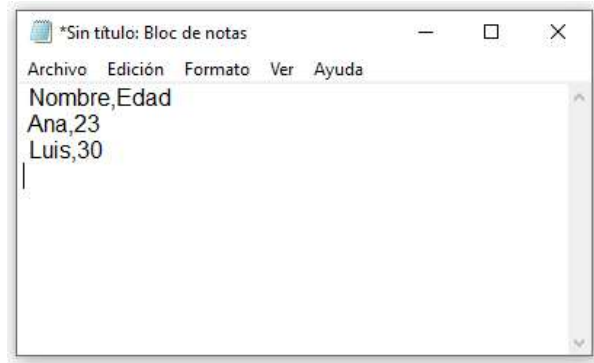 *Sin título: Bloc de notas
Archivo Edición Formato Ver Ayuda
Nombre,Edad
Ana,23
Luis,30